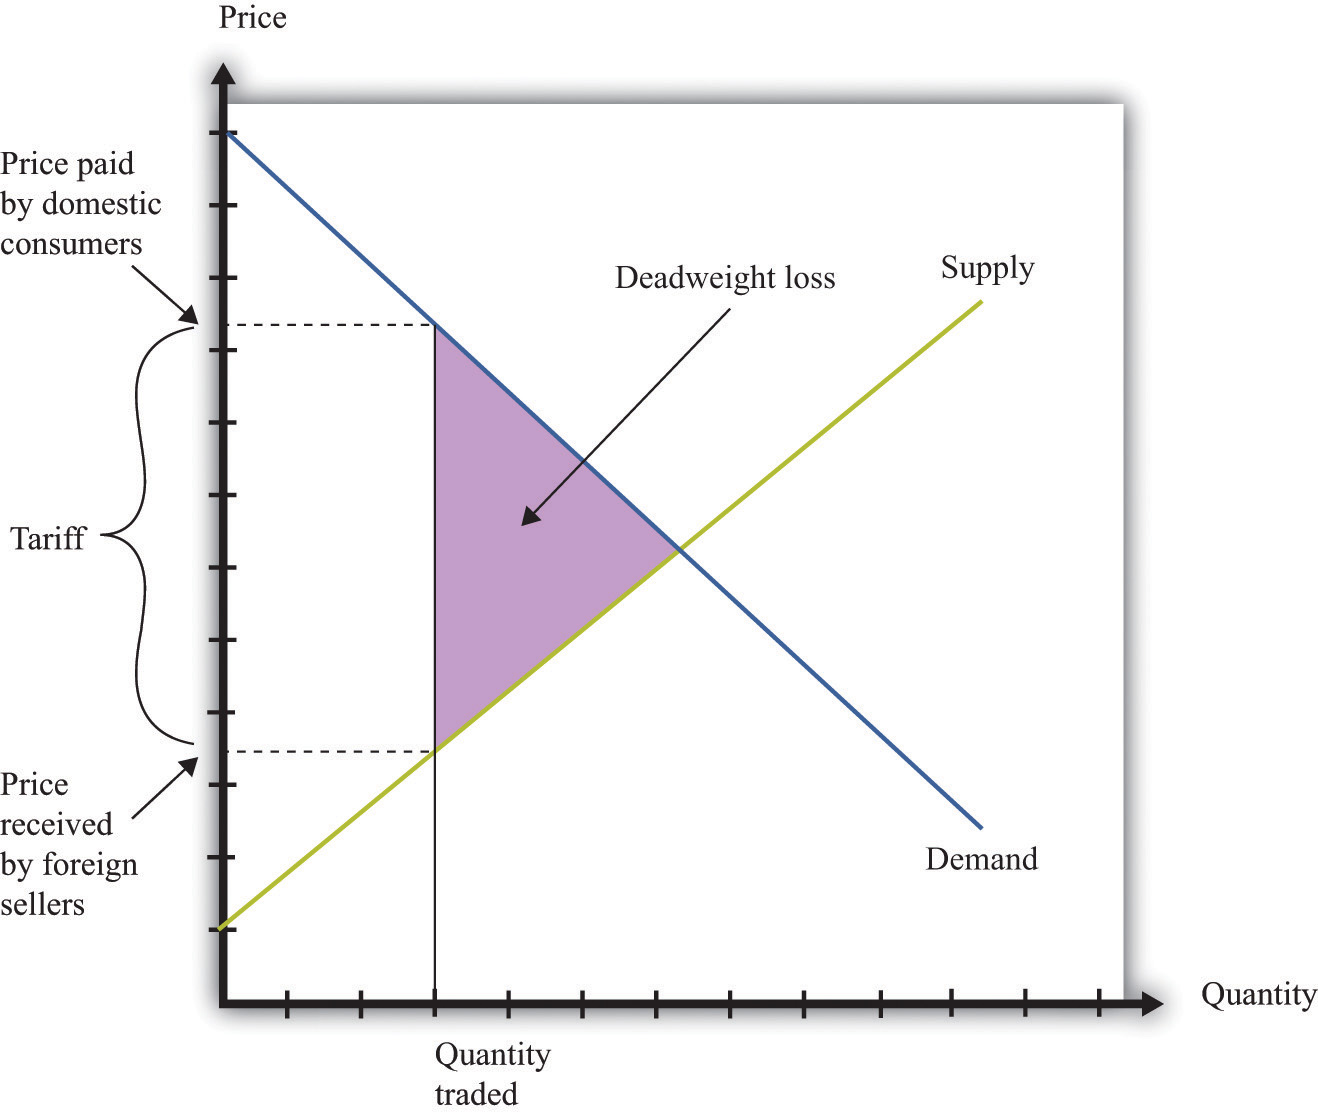 Price
Price paid
by domestic
consumers
Deadweight loss
Supply
Tariff
Price
received
by foreign
sellers
Demand
Quantity
Quantity
traded